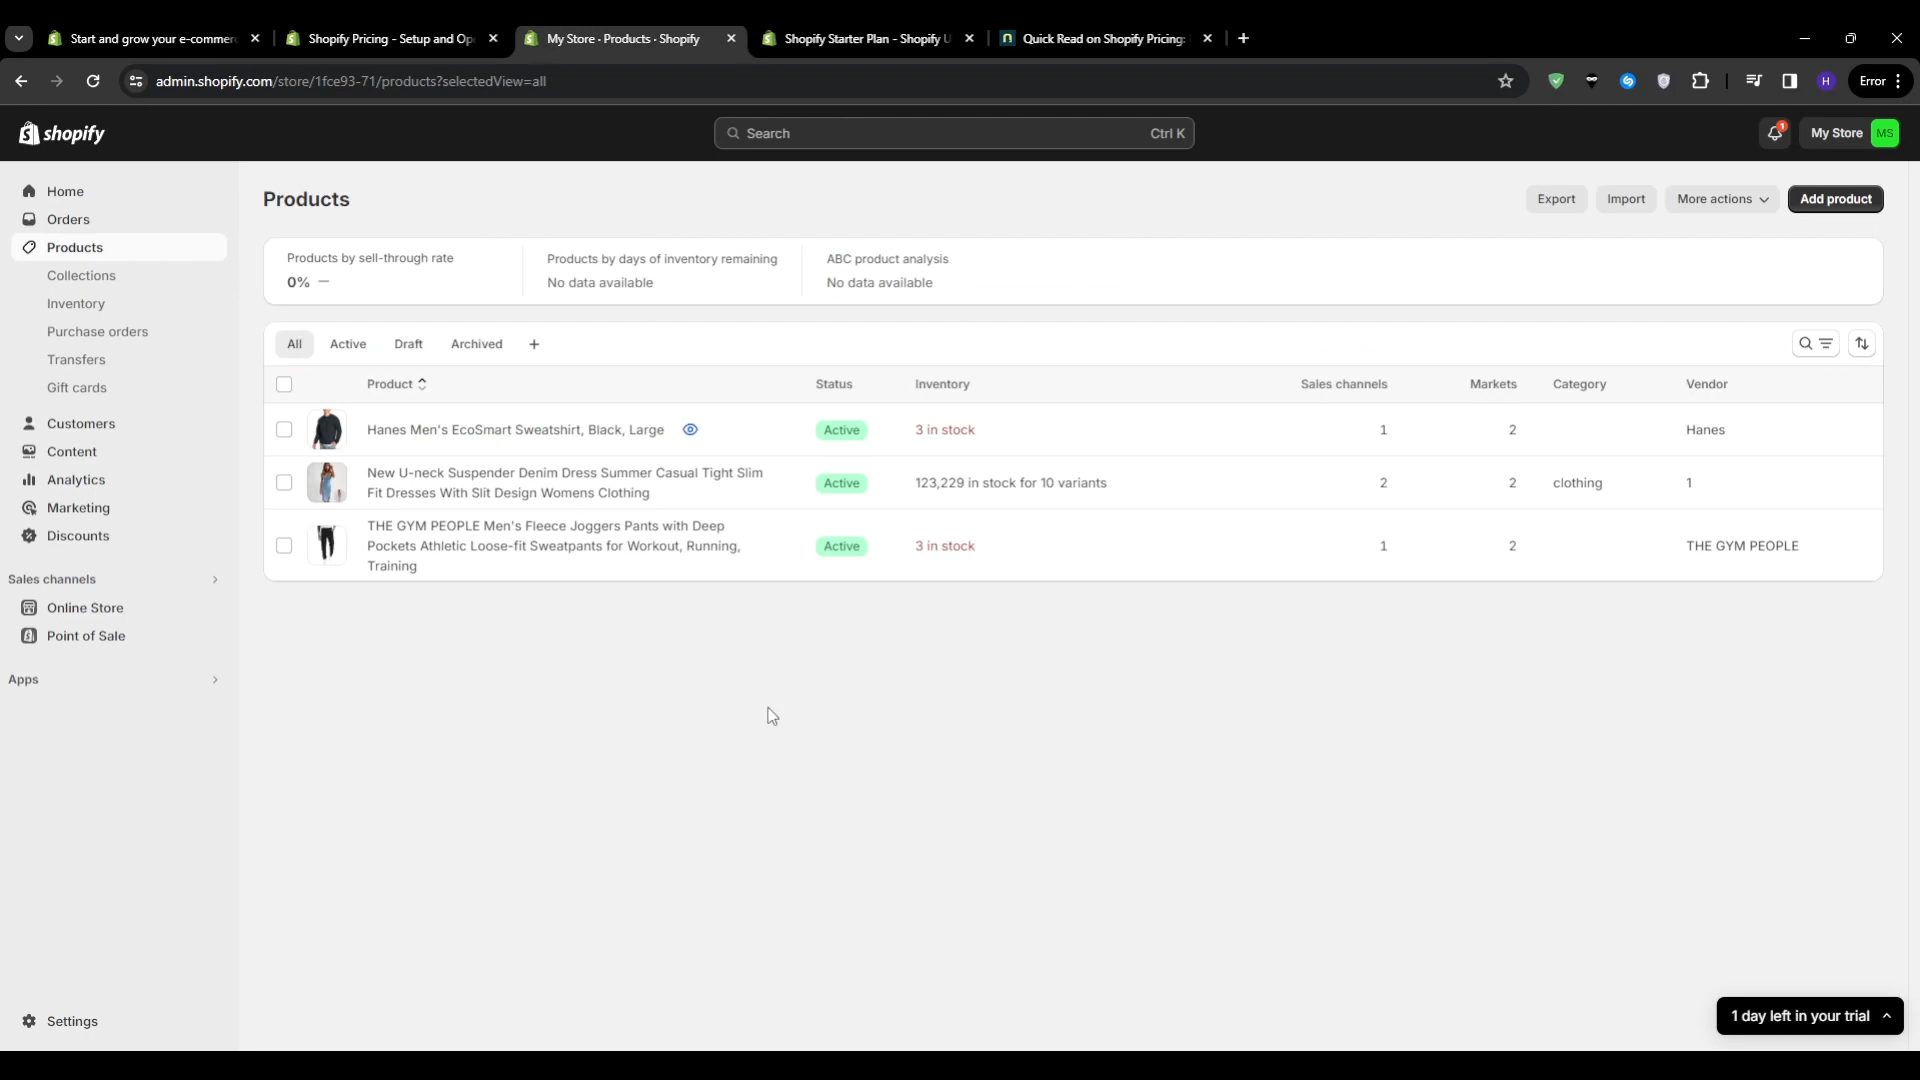 Start and grow your e-commer
Shopify Pricing - Setup and Op
My Store · Products · Shopify
Shopify Starter Plan - Shopify U
Quick Read on Shopify Pricing:
admin.shopify.com/store/1fce93-71/products?selectedView=all
H
Error
shopify
Search
Ctrl K
1
My Store
MS
Home
Orders
Products
Collections
Inventory
Purchase orders
Transfers
Gift cards
Customers
Content
Analytics
Marketing
Discounts
Sales channels
Online Store
Point of Sale
Apps
Settings
Products
Export
Import
More actions
Add product
Products by sell-through rate
0% —
Products by days of inventory remaining
No data available
ABC product analysis
No data available
All
Active
Draft
Archived
+
Product
Status
Inventory
Sales channels
Markets
Category
Vendor
Hanes Men's EcoSmart Sweatshirt, Black, Large
Active
3 in stock
1
2
Hanes
New U-neck Suspender Denim Dress Summer Casual Tight Slim
Fit Dresses With Slit Design Womens Clothing
Active
123,229 in stock for 10 variants
2
2
clothing
1
THE GYM PEOPLE Men's Fleece Joggers Pants with Deep
Pockets Athletic Loose-fit Sweatpants for Workout, Running,
Training
Active
3 in stock
1
2
THE GYM PEOPLE
1 day left in your trial